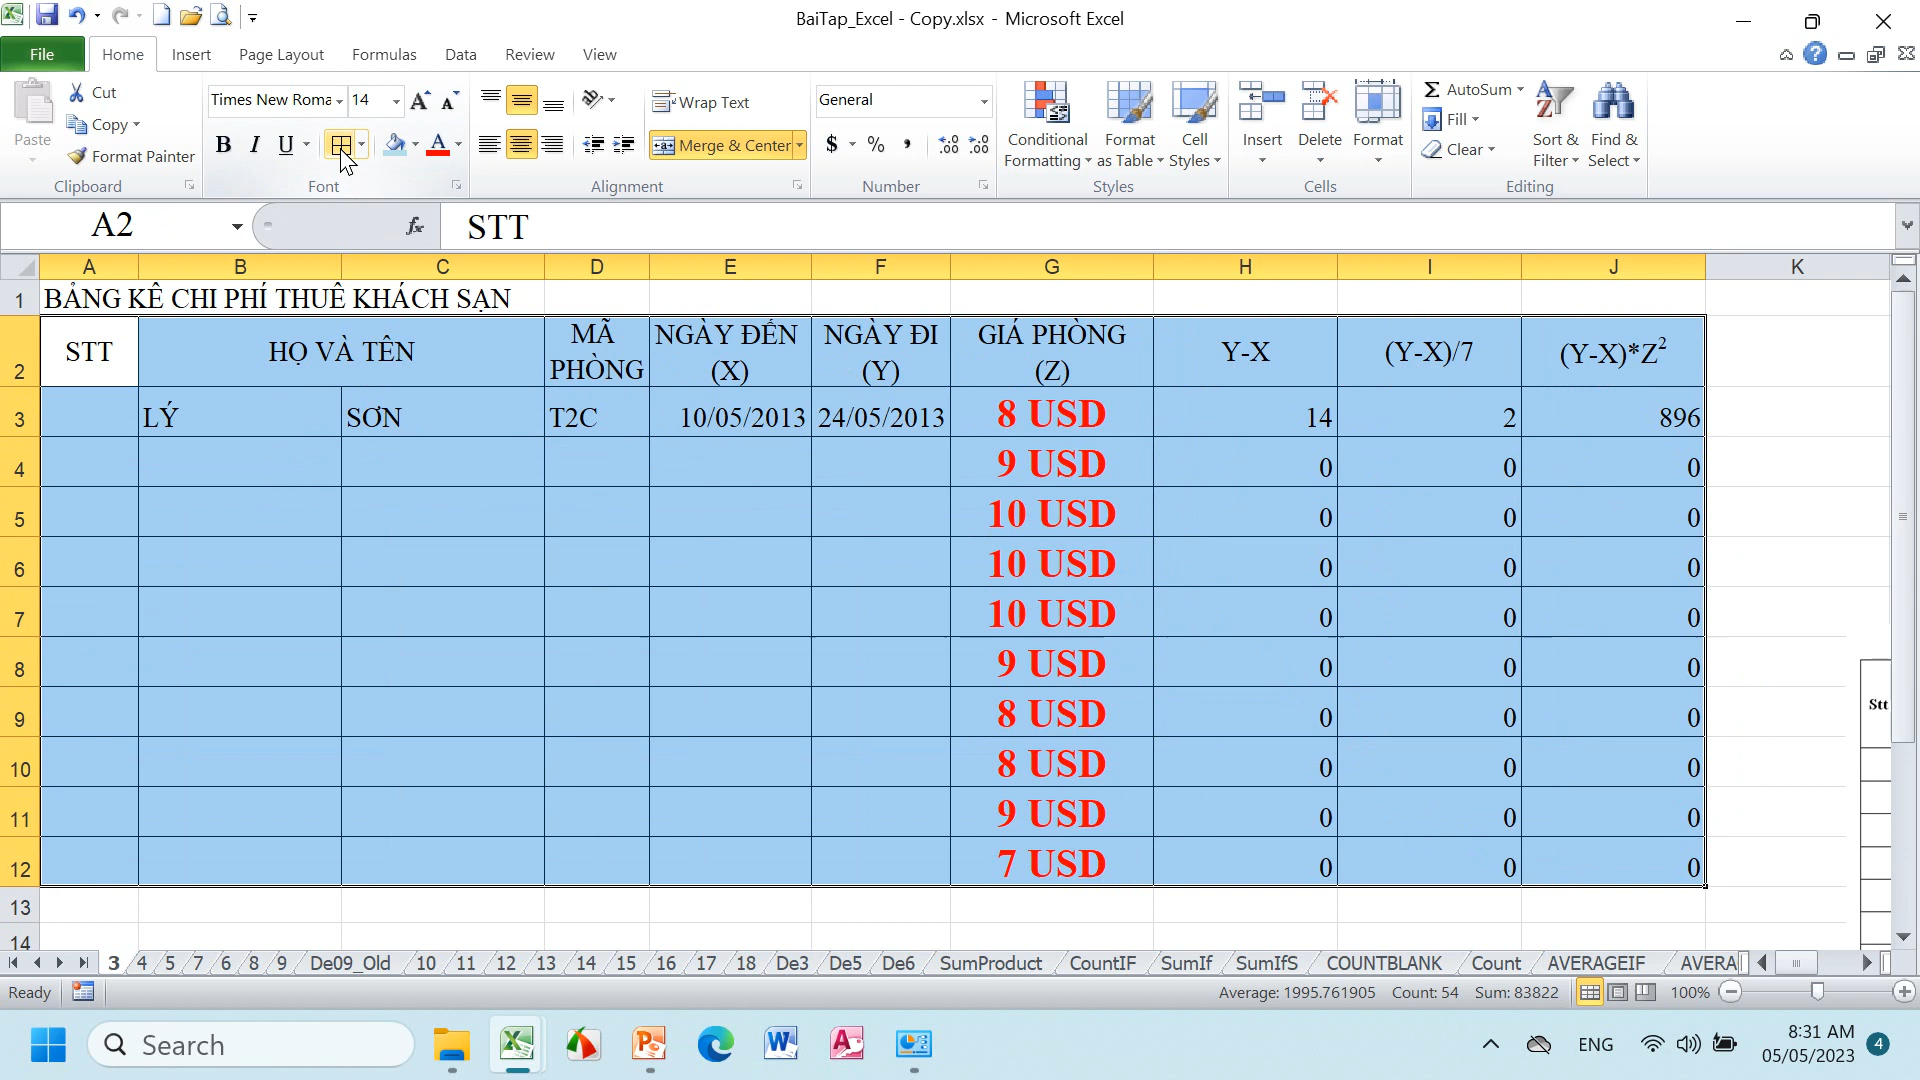 BaiTap_Excel - Copy.xlsx - Microsoft Excel
File Home Insert Page Layout Formulas Data Review View
Paste
Cut
Copy
Format Painter
Clipboard
Times New Roma 14
B I U A
Font
Wrap Text
Merge & Center
Alignment
General
$ % ,
Number
Conditional Formatting
Format as Table
Cell Styles
Styles
Insert Delete Format
Cells
AutoSum
Fill
Clear
Sort & Filter
Find & Select
Editing
A2 fx STT
A B C D E F G H I J K
1 BẢNG KÊ CHI PHÍ THUÊ KHÁCH SẠN
2 STT HỌ VÀ TÊN MÃ PHÒNG NGÀY ĐẾN (X) NGÀY ĐI (Y) GIÁ PHÒNG (Z) Y-X (Y-X)/7 (Y-X)*Z²
3 LÝ SƠN T2C 10/05/2013 24/05/2013 8 USD 14 2 896
4 9 USD 0 0 0
5 10 USD 0 0 0
6 10 USD 0 0 0
7 10 USD 0 0 0
8 9 USD 0 0 0
9 8 USD 0 0 0
Stt
10 8 USD 0 0 0
11 9 USD 0 0 0
12 7 USD 0 0 0
13
14
3 4 5 7 6 8 9 De09_Old 10 11 12 13 14 15 16 17 18 De3 De5 De6 SumProduct CountIF SumIf SumIfS COUNTBLANK Count AVERAGEIF AVERA
Ready Average: 1995.761905 Count: 54 Sum: 83822 100%
Search ENG 8:31 AM 4
05/05/2023